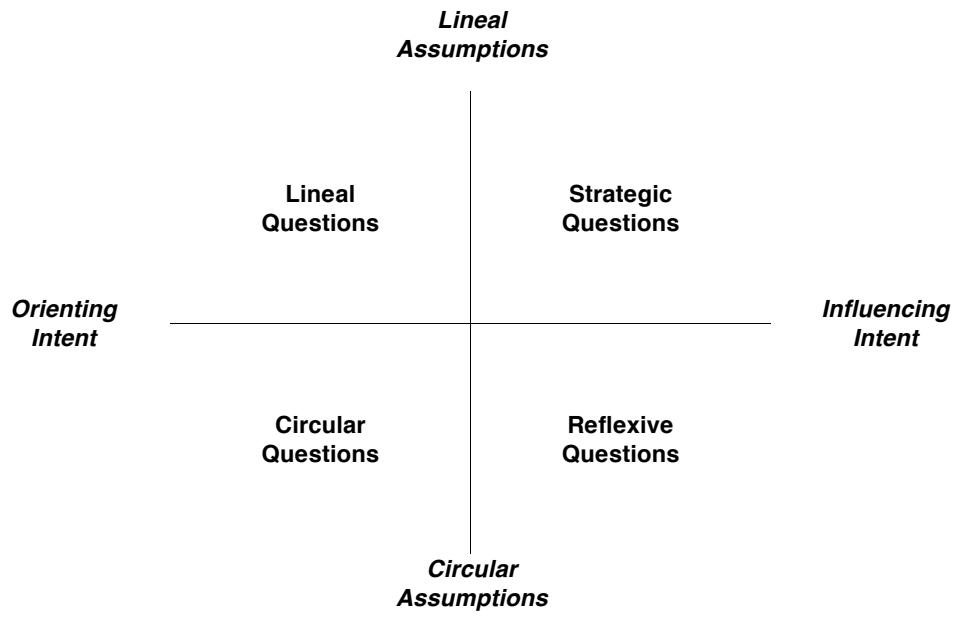 Lineal
Assumptions
Lineal
Questions
Strategic
Questions
Orienting
Intent
Influencing
Intent
Circular
Questions
Reflexive
Questions
Circular
Assumptions